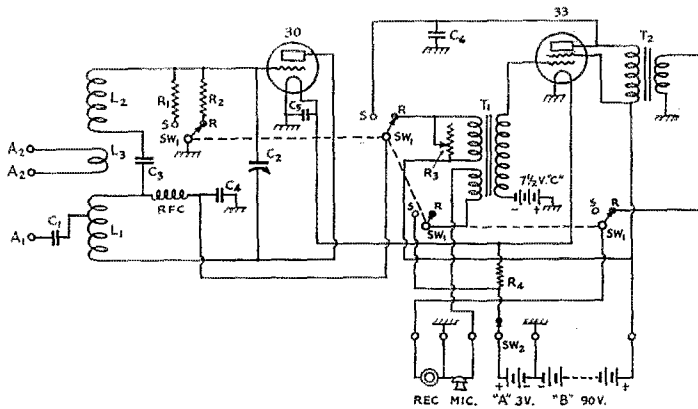 30
33
T2
C6
L2
R1
R2
S
R
SW1
C5
S
R
T1
SW1
A2
L3
A2
C3
C2
R3
7½ V. "C"
- +
RFC
C4
C1
A1
L1
S
R
SW1
S
R
SW1
R4
SW2
REC
MIC.
+ "A" 3V. - - "B" 90V. +